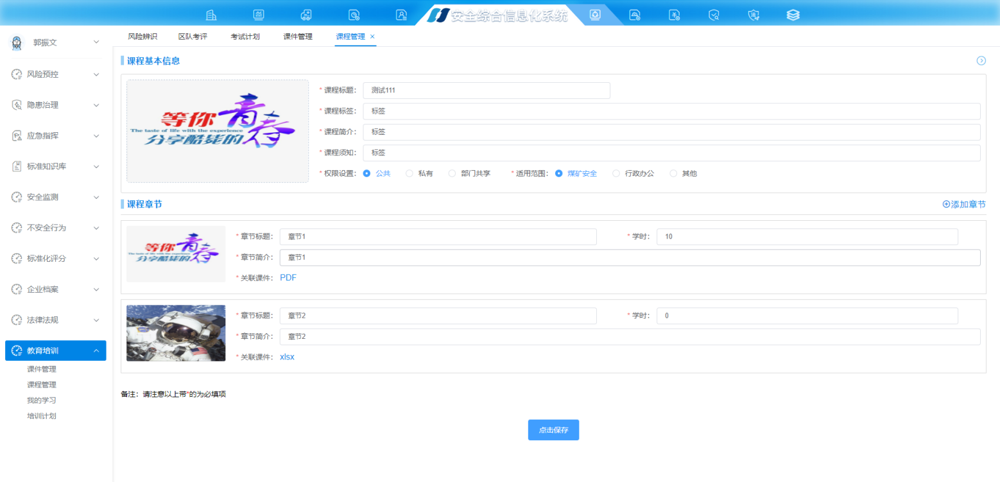 安全综合信息化系统
郭振文
风险预控
隐患治理
应急指挥
标准知识库
安全监测
不安全行为
标准化评分
企业档案
法律法规
教育培训
课件管理
课程管理
我的学习
培训计划
风险辨识 区队考评 考试计划 课件管理 课程管理 ×
课程基本信息
等你青春
The taste of life with the experience
分享酷毙的
*课程标题: 测试111
*课程标签: 标签
*课程简介: 标签
*课程须知: 标签
*权限设置: 公共 私有 部门共享 *适用范围: 煤矿安全 行政办公 其他
课程章节 添加章节
等你青春
The taste of life with the experience
分享酷毙的
*章节标题: 章节1 *学时: 10
*章节简介: 章节1
*关联课件: PDF
*章节标题: 章节2 *学时: 0
*章节简介: 章节2
*关联课件: xlsx
备注：请注意以上带*的为必填项
点击保存